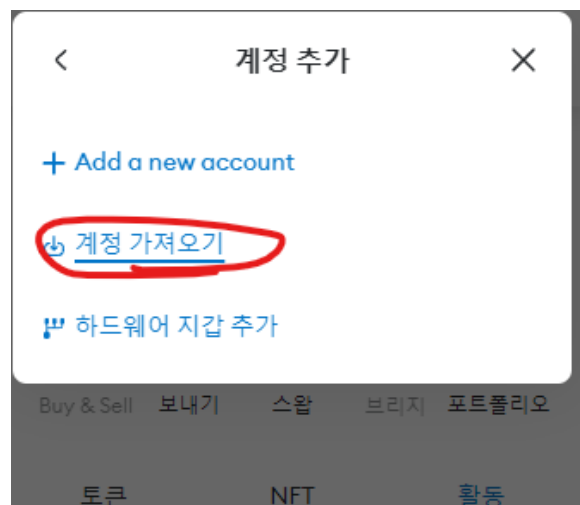 계정 추가
Add a new account
계정 가져오기
하드웨어 지갑 추가
Buy & Sell 보내기 스왑 브리지 포트폴리오
토큰 NFT 활동